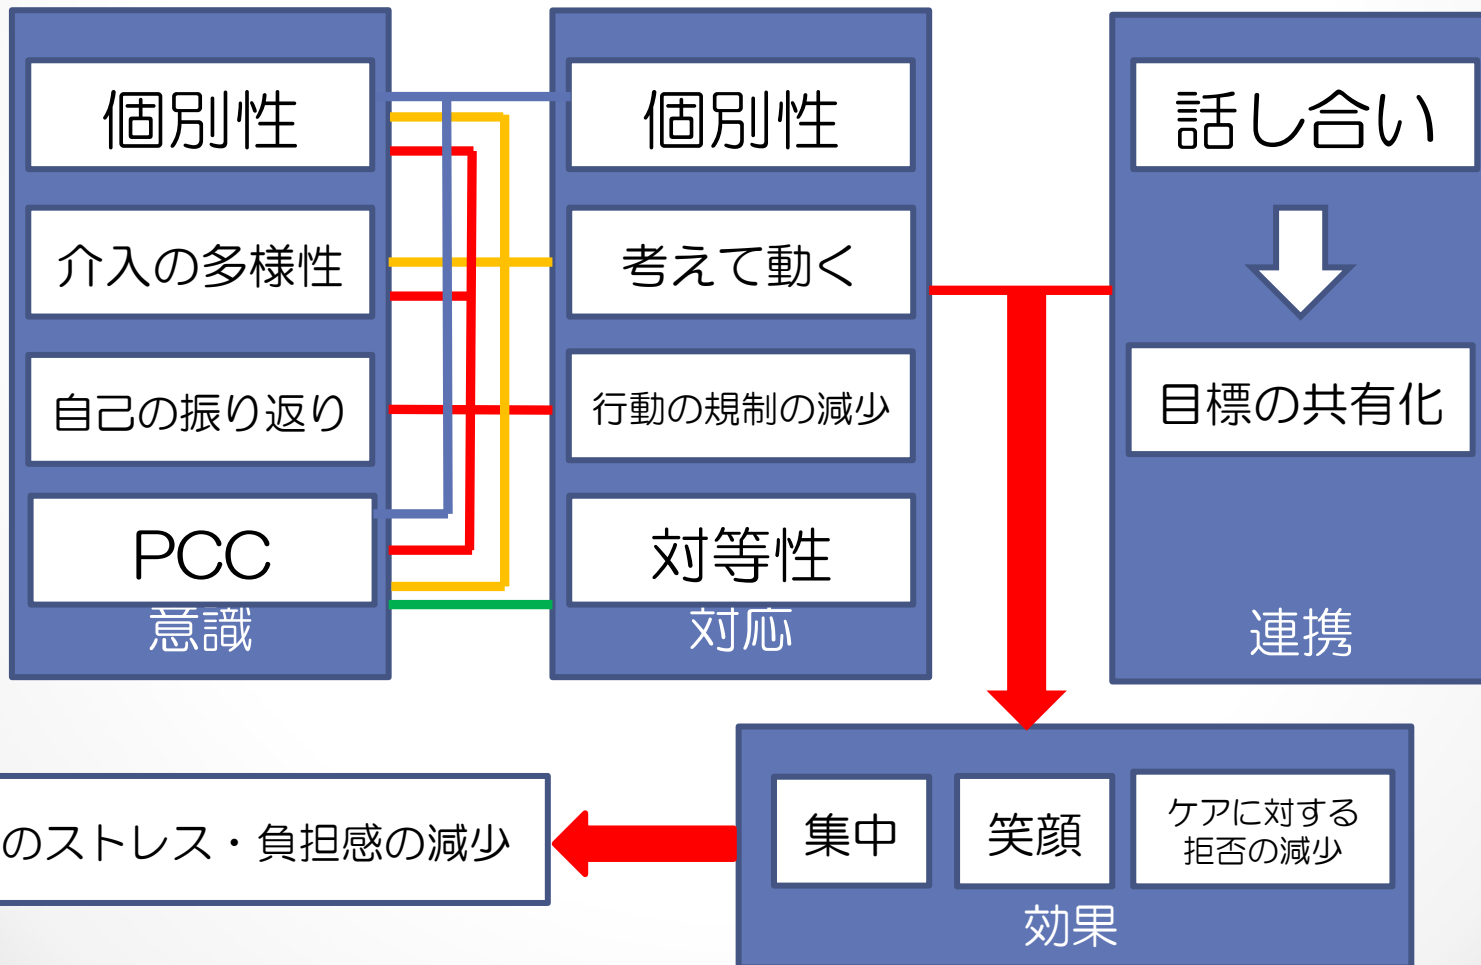 個別性
介入の多様性
自己の振り返り
PCC
意識
個別性
考えて動く
行動の規制の減少
対等性
対応
話し合い
目標の共有化
連携
集中
笑顔
ケアに対する
拒否の減少
効果
のストレス・負担感の減少